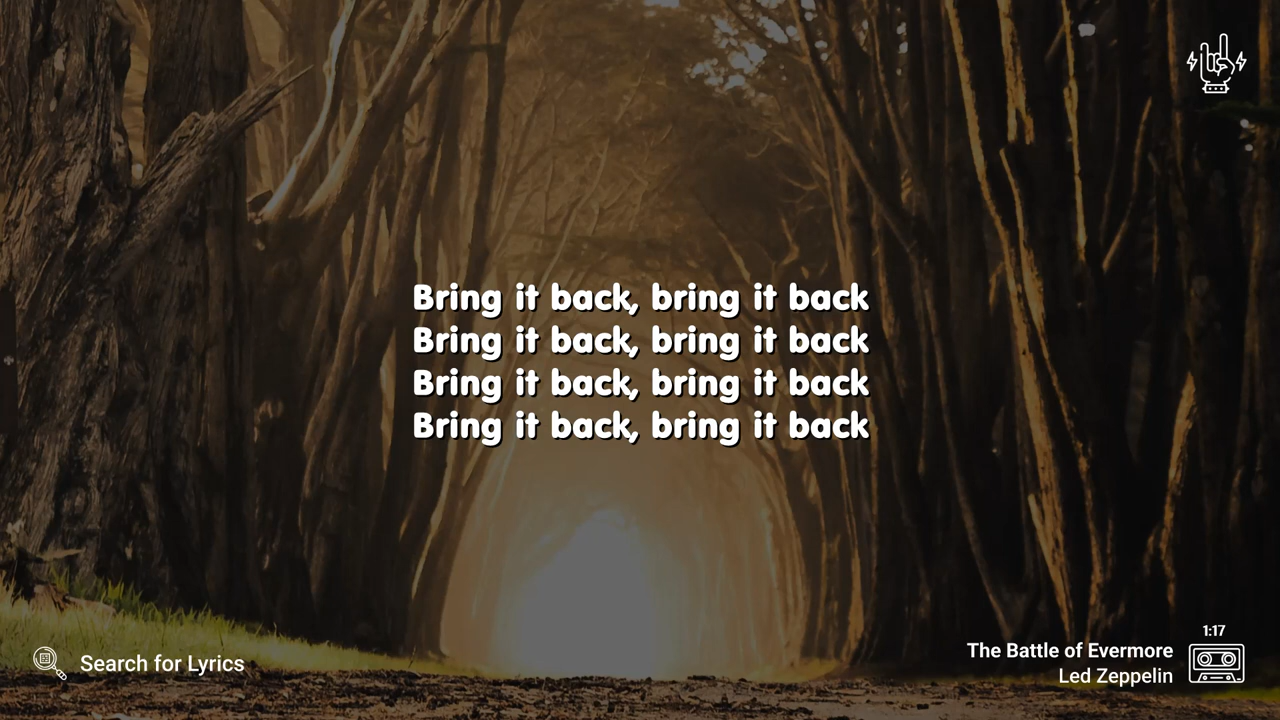 Bring it back, bring it back
Bring it back, bring it back
Bring it back, bring it back
Bring it back, bring it back
1:17
The Battle of Evermore
Led Zeppelin
Search for Lyrics